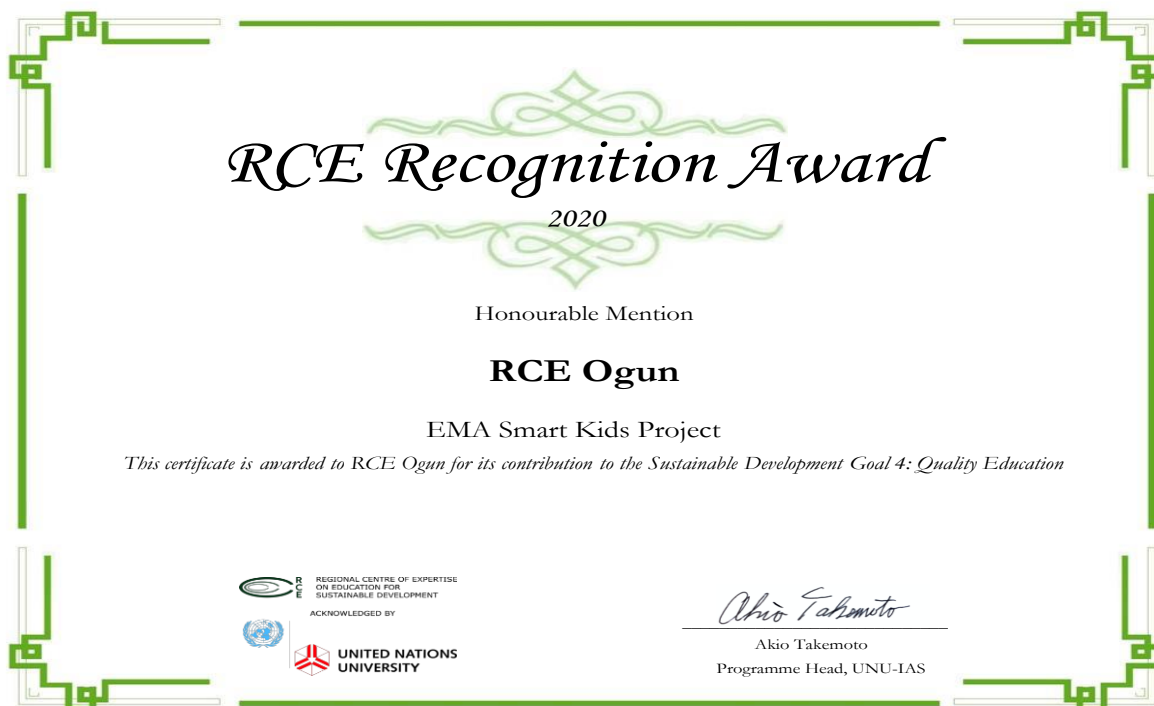 RCE Recognition Award
2020
Honourable Mention
RCE Ogun
EMA Smart Kids Project
This certificate is awarded to RCE Ogun for its contribution to the Sustainable Development Goal 4: Quality Education
RCE
REGIONAL CENTRE OF EXPERTISE
ON EDUCATION FOR
SUSTAINABLE DEVELOPMENT
ACKNOWLEDGED BY
UNITED NATIONS
UNIVERSITY
Akio Takemoto
Akio Takemoto
Programme Head, UNU-IAS